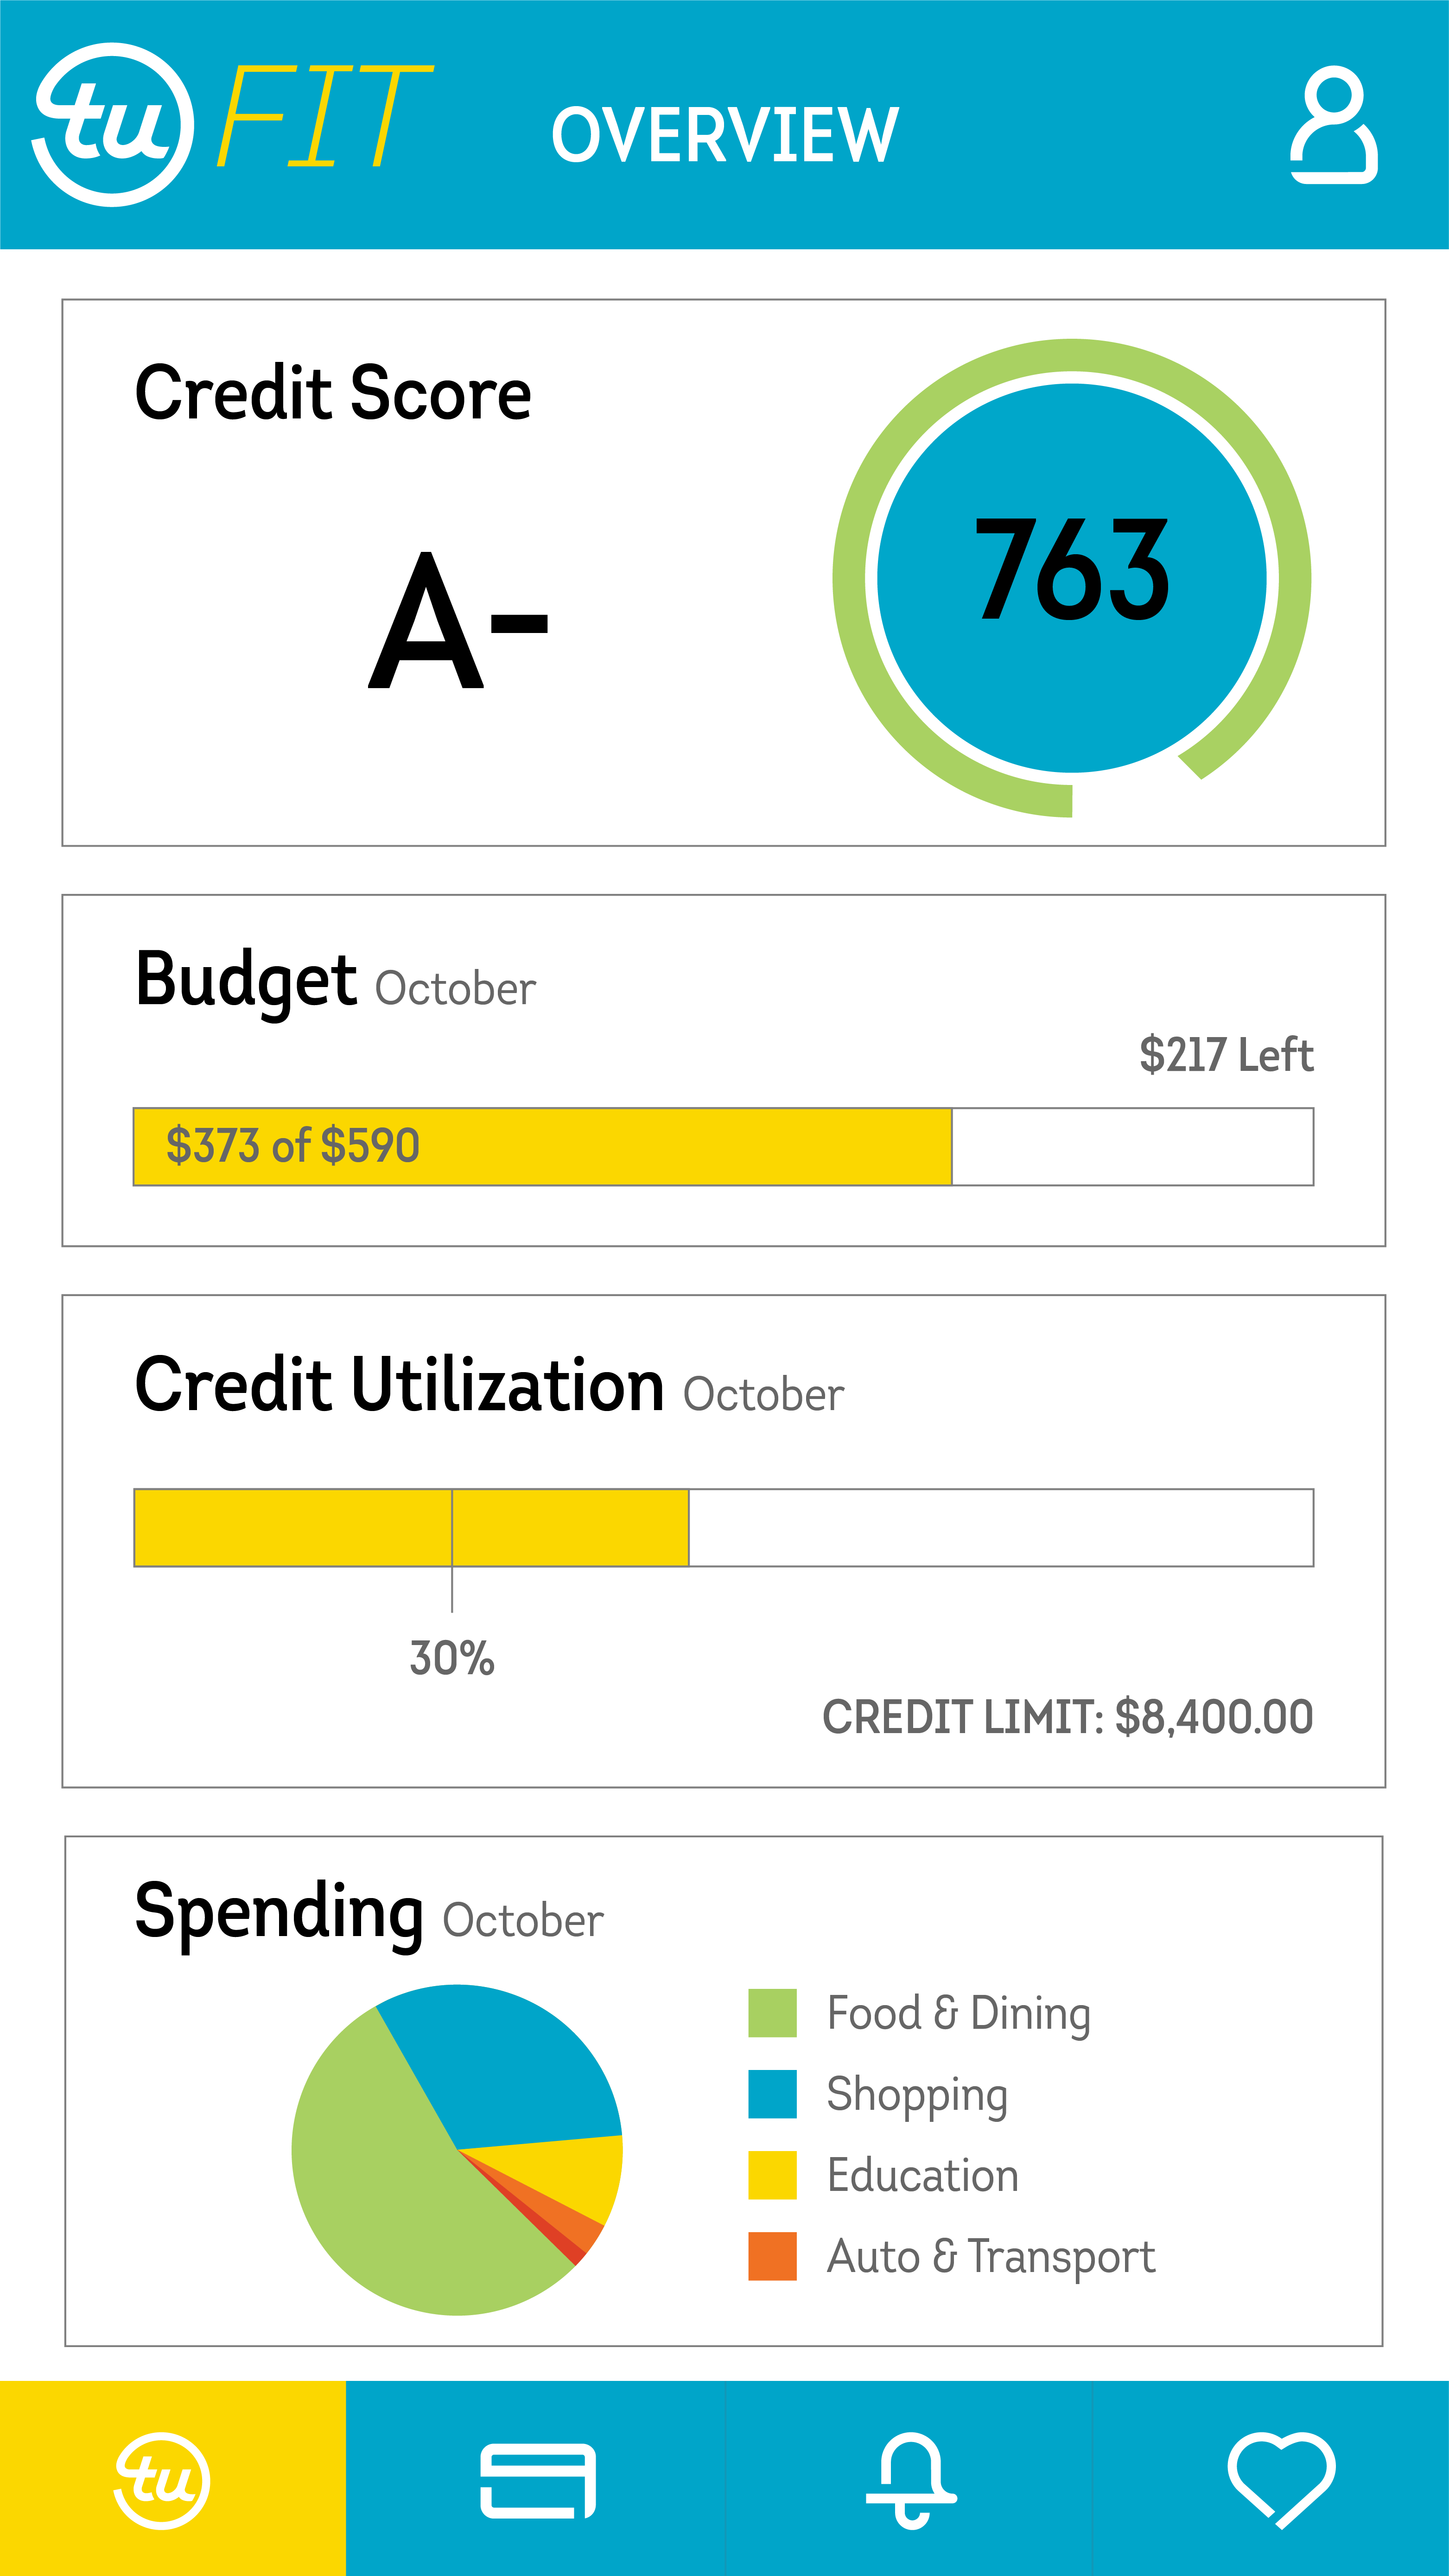 tu FIT
OVERVIEW
Credit Score
A-
763
Budget October
$217 Left
$373 of $590
Credit Utilization October
30%
CREDIT LIMIT: $8,400.00
Spending October
Food & Dining
Shopping
Education
Auto & Transport
tu